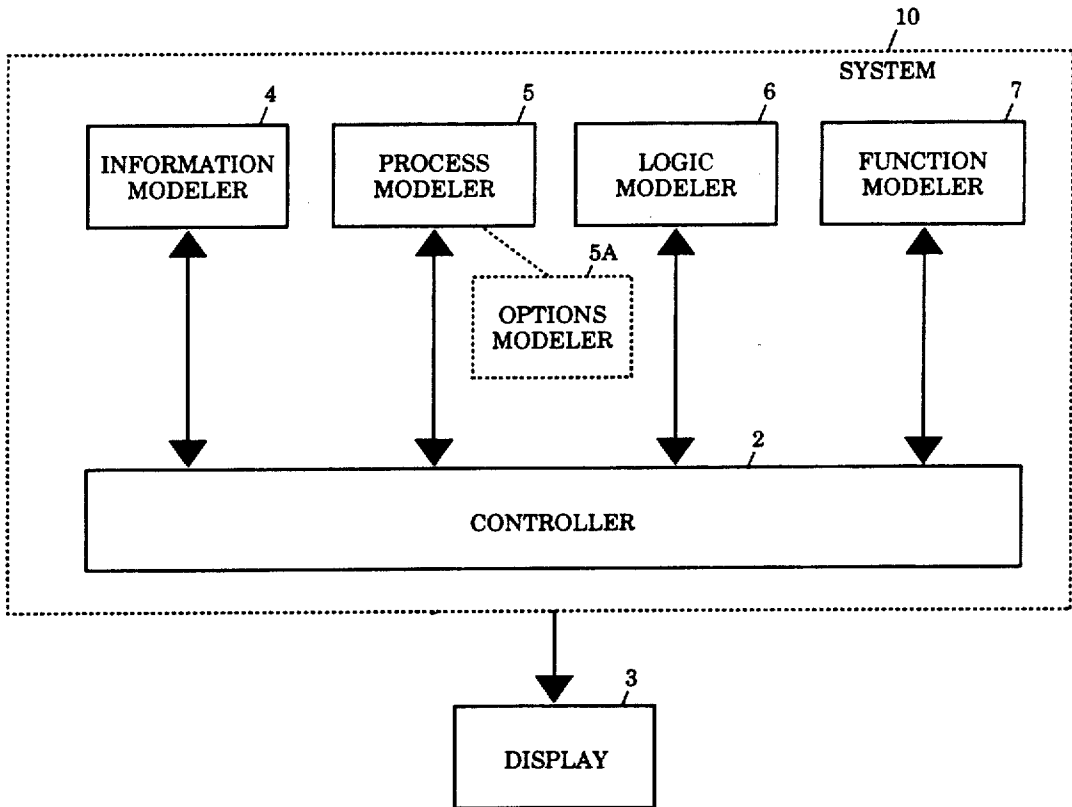 10
SYSTEM
4
5
6
7
INFORMATION
MODELER
PROCESS
MODELER
LOGIC
MODELER
FUNCTION
MODELER
5A
OPTIONS
MODELER
2
CONTROLLER
3
DISPLAY